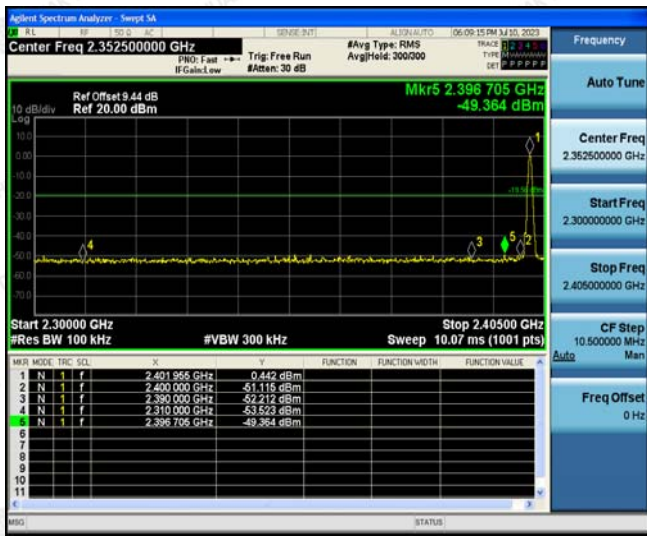 Agilent Spectrum Analyzer - Swept SA
RL RF 50 Ω AC SENSE:INT ALIGNAUTO 06:09:15 PM Jul 10, 2023
Center Freq 2.352500000 GHz
#Avg Type: RMS
TRACE 1 2 3 4 5 6
PNO: Fast
Trig: Free Run
Avg|Hold: 300/300
TYPE
IFGain:Low
#Atten: 30 dB
DET P P P P P P
Mkr5 2.396 705 GHz
-49.364 dBm
Ref Offset 9.44 dB
10 dB/div Ref 20.00 dBm
Log
10.0
0.00
-10.0
-20.0
-30.0
-40.0
-50.0
-60.0
-70.0
-19.56 dBm
1
4
3
5
2
Start 2.30000 GHz
Stop 2.40500 GHz
#Res BW 100 kHz
#VBW 300 kHz
Sweep 10.07 ms (1001 pts)
MKR MODE TRC SCL X Y FUNCTION FUNCTION WIDTH FUNCTION VALUE
1 N 1 f 2.401 955 GHz 0.442 dBm
2 N 1 f 2.400 000 GHz -51.115 dBm
3 N 1 f 2.390 000 GHz -52.212 dBm
4 N 1 f 2.310 000 GHz -53.523 dBm
5 N 1 f 2.396 705 GHz -49.364 dBm
6
7
8
9
10
11
MSG
STATUS
Frequency
Auto Tune
Center Freq
2.352500000 GHz
Start Freq
2.300000000 GHz
Stop Freq
2.405000000 GHz
CF Step
10.500000 MHz
Auto Man
Freq Offset
0 Hz